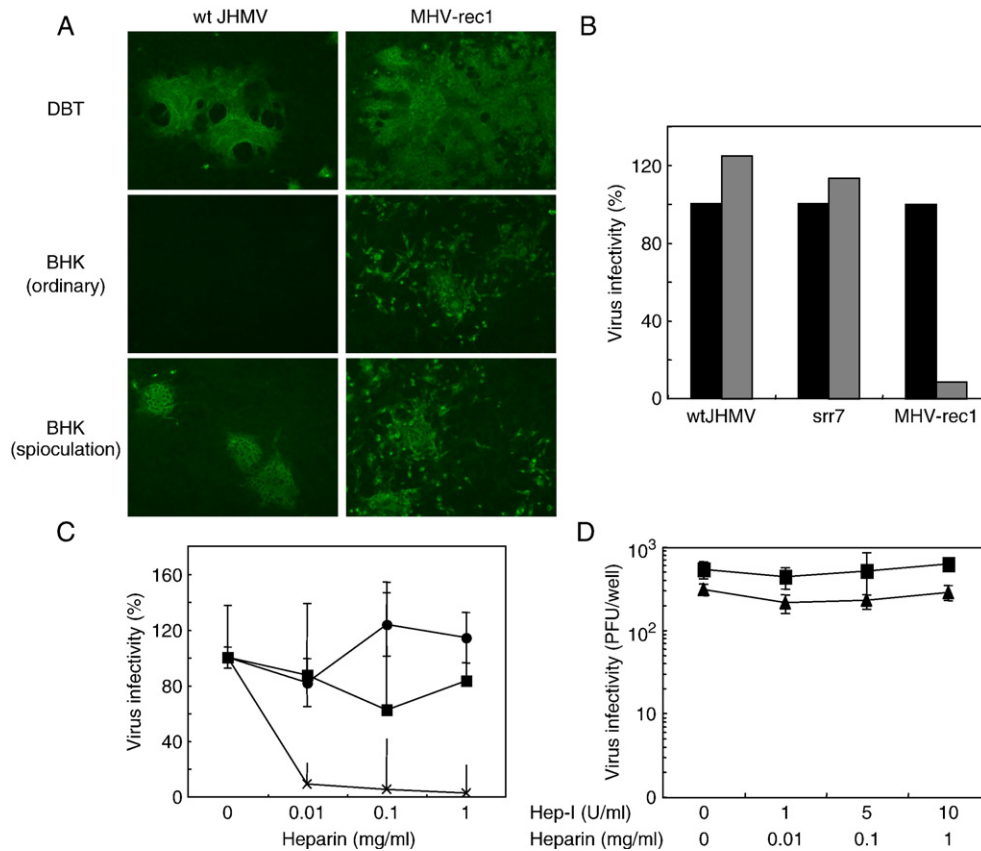 A
wt JHMV
MHV-rec1
DBT
BHK
(ordinary)
BHK
(spioculation)
B
Virus infectivity (%)
120
80
40
0
wtJHMV
srr7
MHV-rec1
C
Virus infectivity (%)
160
120
80
40
0
0
0.01
0.1
1
Heparin (mg/ml)
D
Virus infectivity (PFU/well)
10³
10²
10
1
0
Hep-I (U/ml)
0
1
5
10
Heparin (mg/ml)
0
0.01
0.1
1